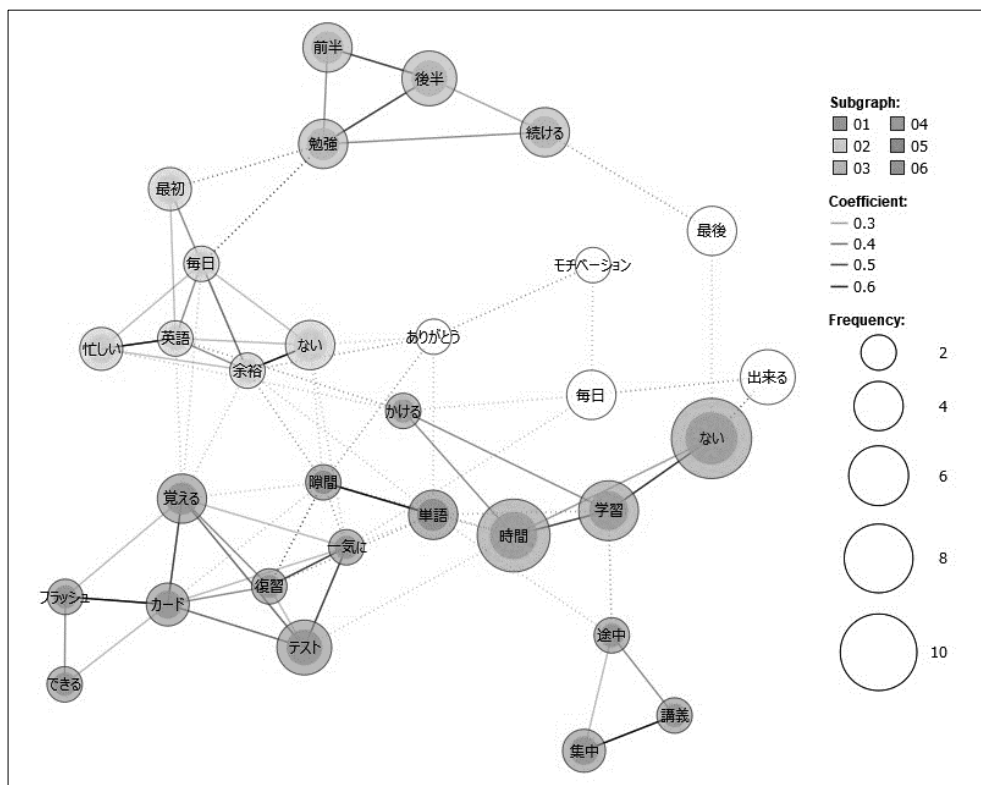 前半
後半
勉強
続ける
最初
最後
毎日
モチベーション
英語
ありがとう
忙しい
ない
余裕
毎日
出来る
かける
ない
隙間
覚える
単語
学習
時間
一気に
復習
フラッシュ
カード
テスト
途中
できる
講義
集中
Subgraph:
01 04
02 05
03 06
Coefficient:
0.3
0.4
0.5
0.6
Frequency:
2
4
6
8
10